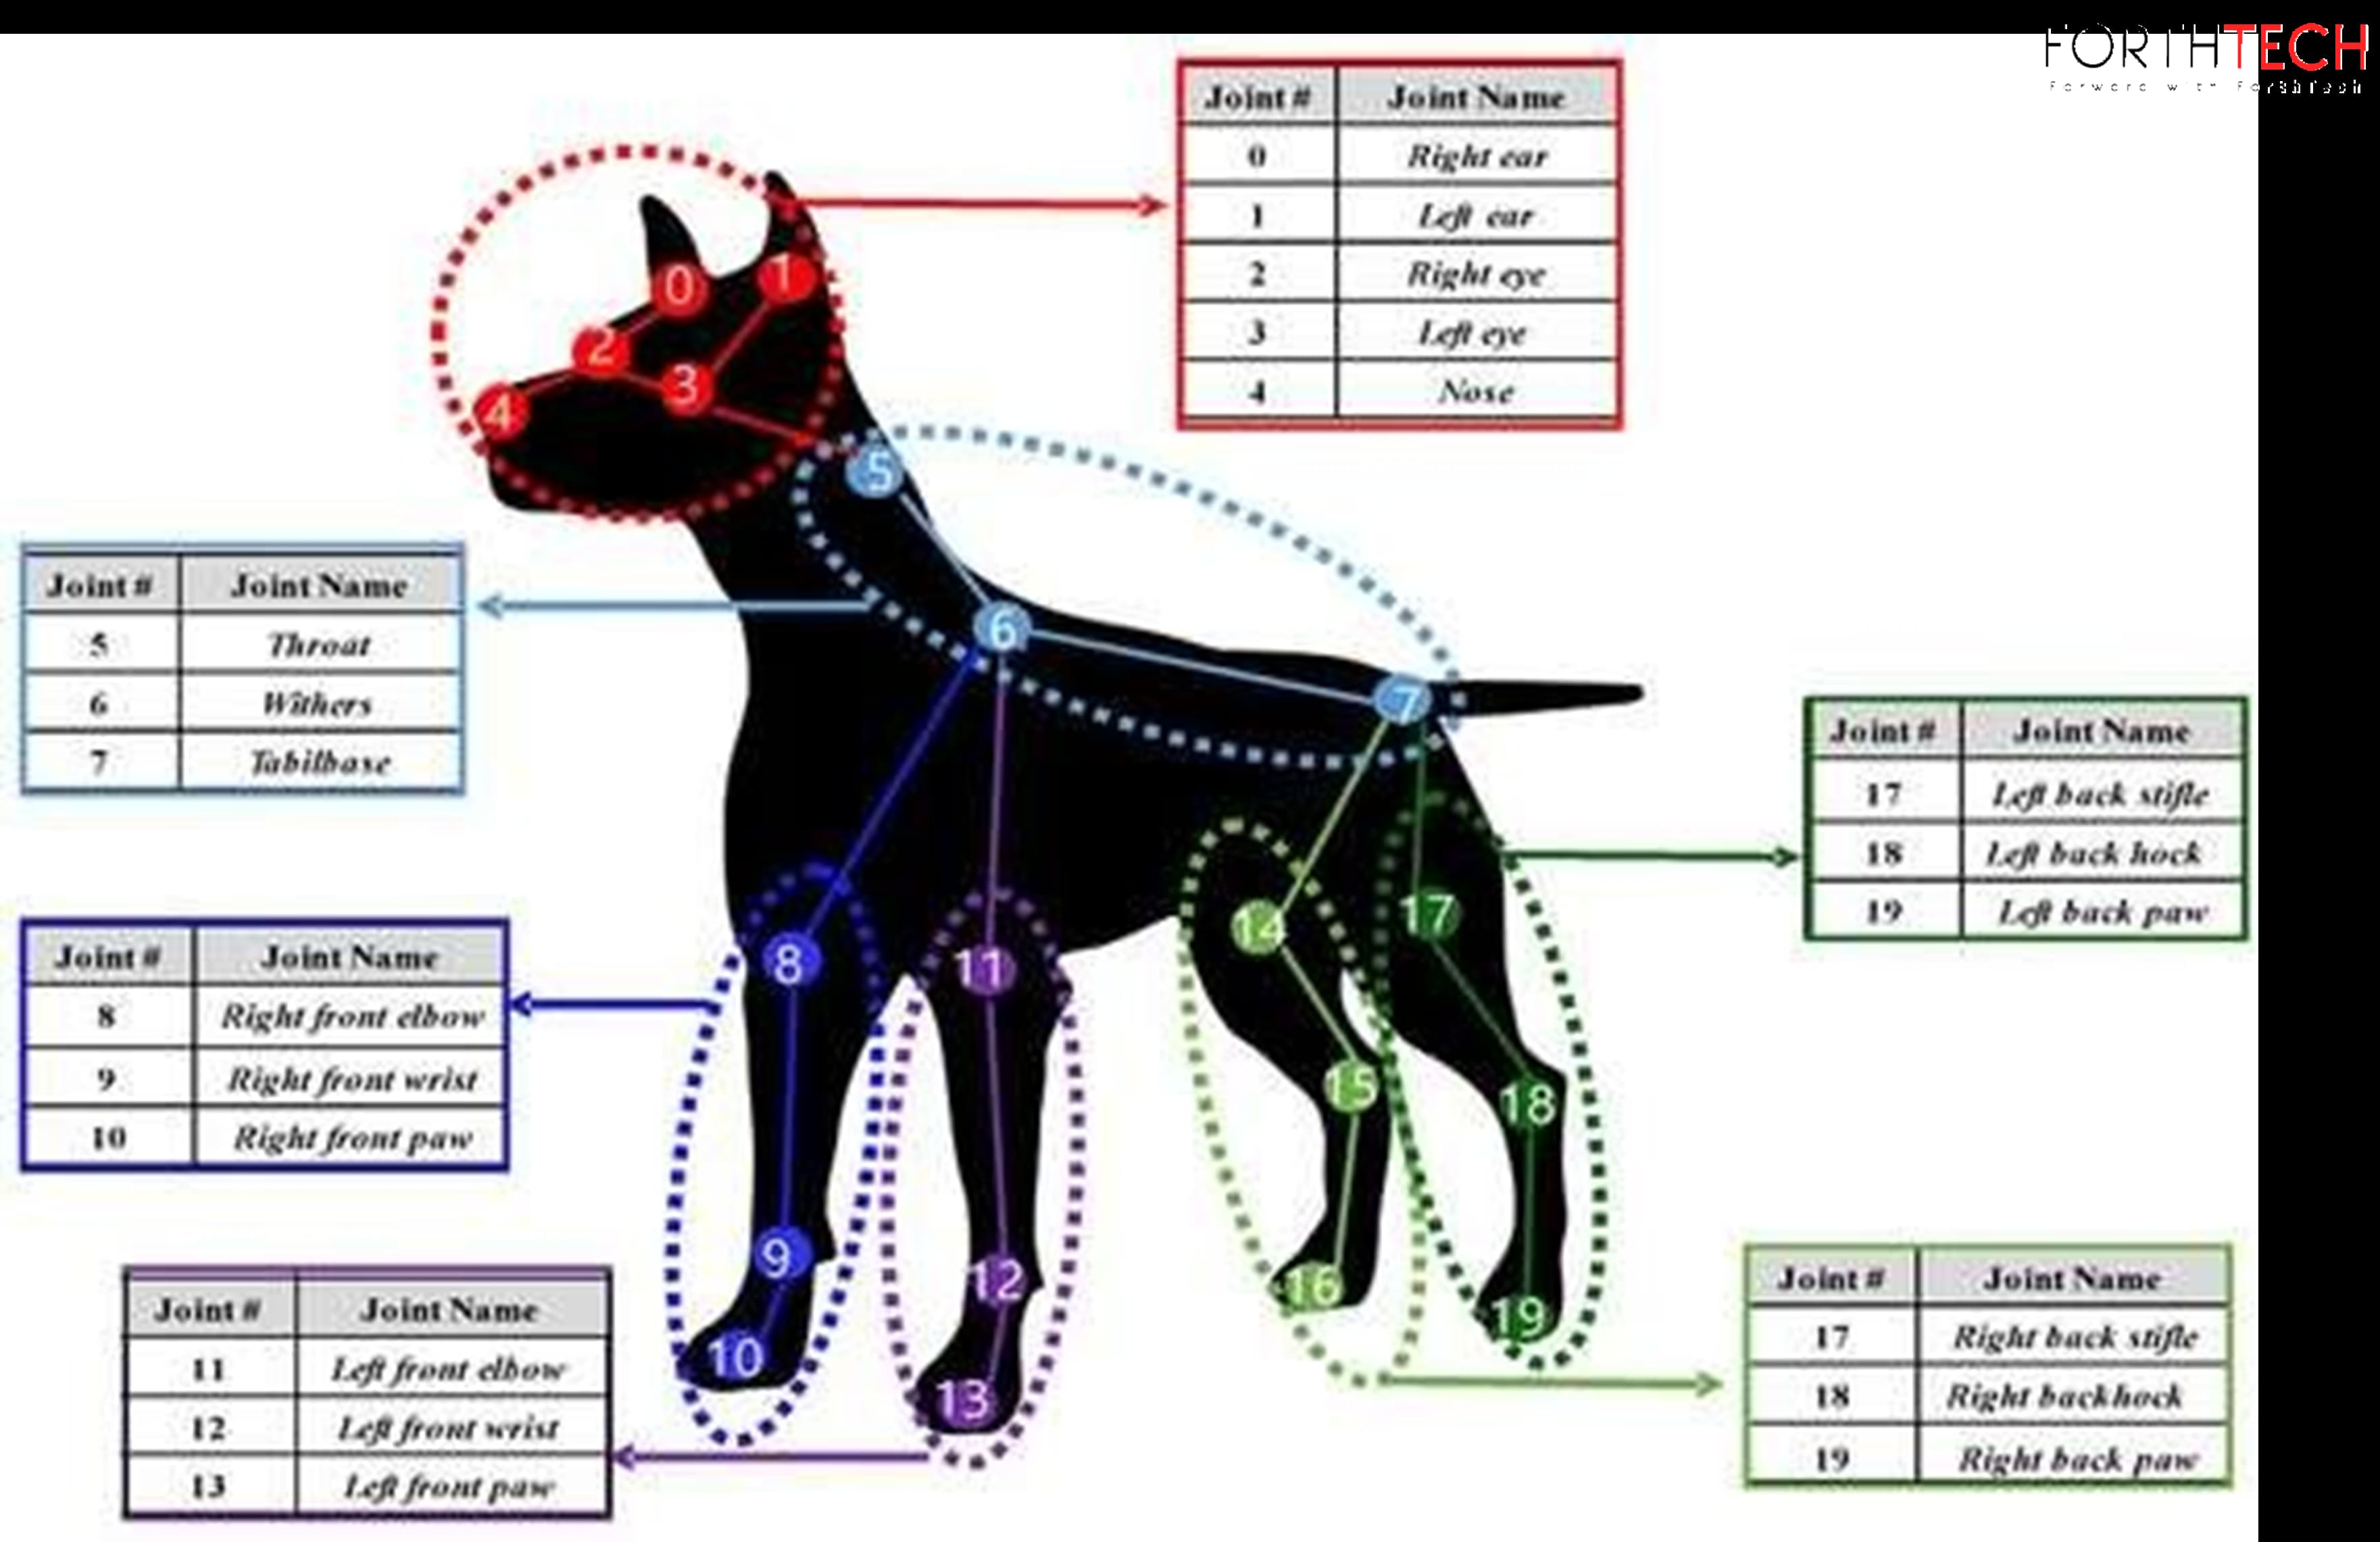 FORTHTECH
Forward with ForthTech
Joint # Joint Name
0 Right ear
1 Left ear
2 Right eye
3 Left eye
4 Nose
Joint # Joint Name
5 Throat
6 Withers
7 Tabilbase
Joint # Joint Name
8 Right front elbow
9 Right front wrist
10 Right front paw
Joint # Joint Name
11 Left front elbow
12 Left front wrist
13 Left front paw
Joint # Joint Name
17 Left back stifle
18 Left back hock
19 Left back paw
Joint # Joint Name
17 Right back stifle
18 Right backhock
19 Right back paw
0
1
2
3
4
5
6
7
8
11
14
17
15
18
9
12
16
19
10
13